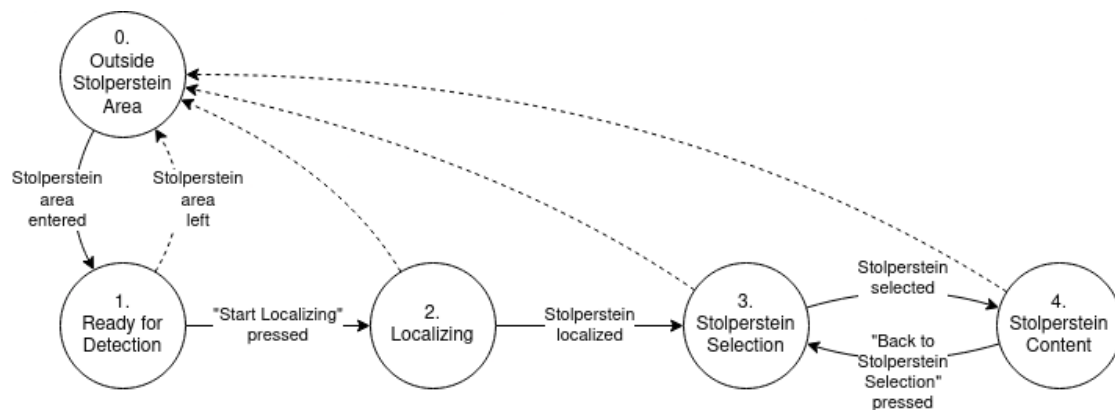 0.
Outside
Stolperstein
Area
Stolperstein
area
entered
Stolperstein
area
left
1.
Ready for
Detection
"Start Localizing"
pressed
2.
Localizing
Stolperstein
localized
3.
Stolperstein
Selection
Stolperstein
selected
4.
Stolperstein
Content
"Back to
Stolperstein
Selection"
pressed